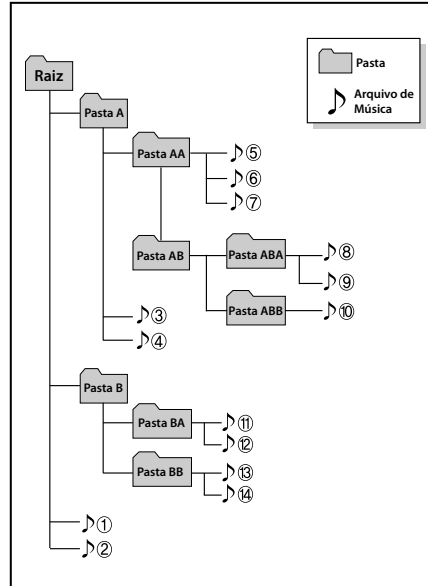 Raiz
Pasta
Arquivo de
Música
Pasta A
Pasta AA
⑤
⑥
⑦
Pasta AB
Pasta ABA
⑧
⑨
Pasta ABB
⑩
③
④
Pasta B
Pasta BA
⑪
⑫
Pasta BB
⑬
⑭
①
②